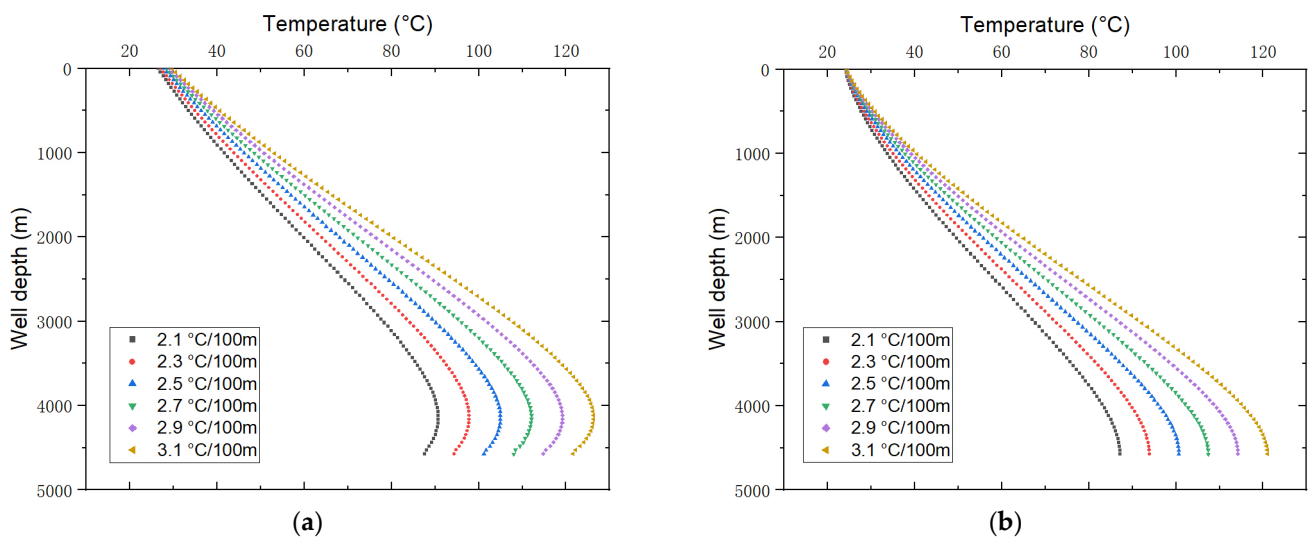 Temperature (°C)
20 40 60 80 100 120
0
1000
2000
3000
4000
5000
Well depth (m)
2.1 °C/100m
2.3 °C/100m
2.5 °C/100m
2.7 °C/100m
2.9 °C/100m
3.1 °C/100m
(a)
Temperature (°C)
20 40 60 80 100 120
0
1000
2000
3000
4000
5000
Well depth (m)
2.1 °C/100m
2.3 °C/100m
2.5 °C/100m
2.7 °C/100m
2.9 °C/100m
3.1 °C/100m
(b)